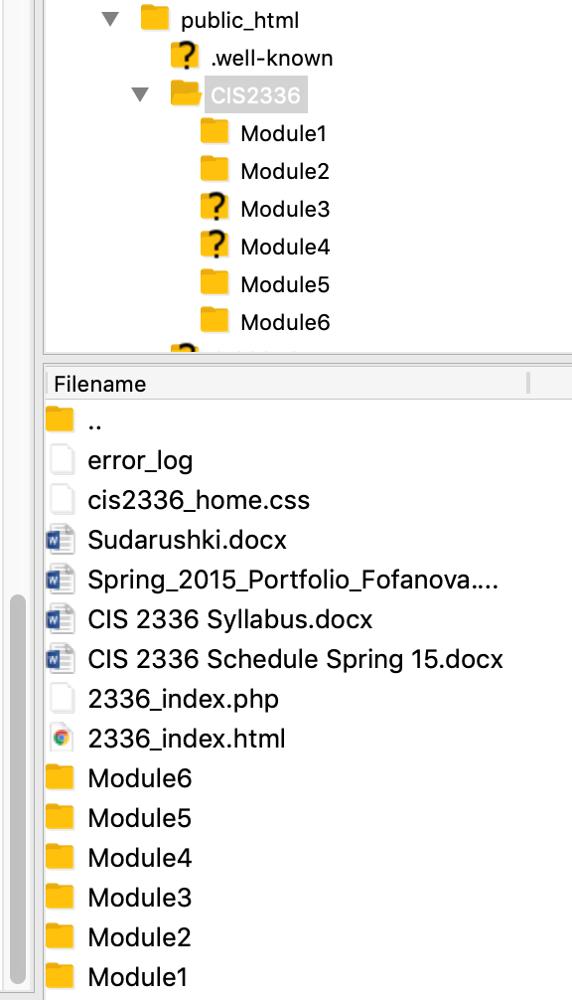 public_html
.well-known
CIS2336
Module1
Module2
Module3
Module4
Module5
Module6
Filename
..
error_log
cis2336_home.css
Sudarushki.docx
Spring_2015_Portfolio_Fofanova....
CIS 2336 Syllabus.docx
CIS 2336 Schedule Spring 15.docx
2336_index.php
2336_index.html
Module6
Module5
Module4
Module3
Module2
Module1